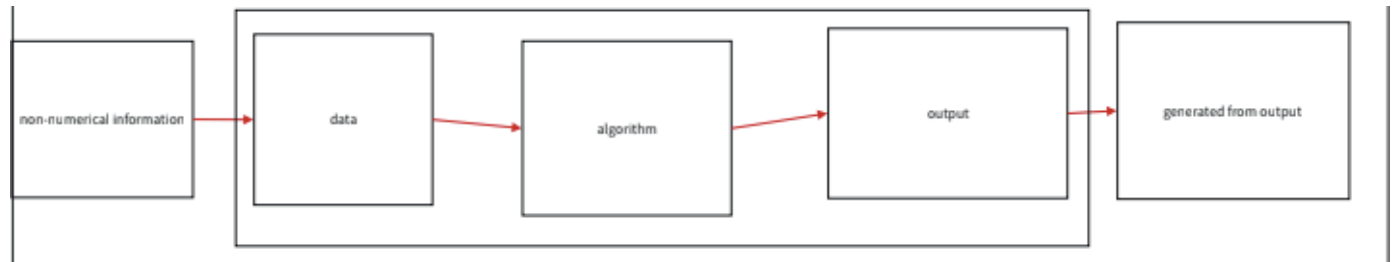 non-numerical information
data
algorithm
output
generated from output